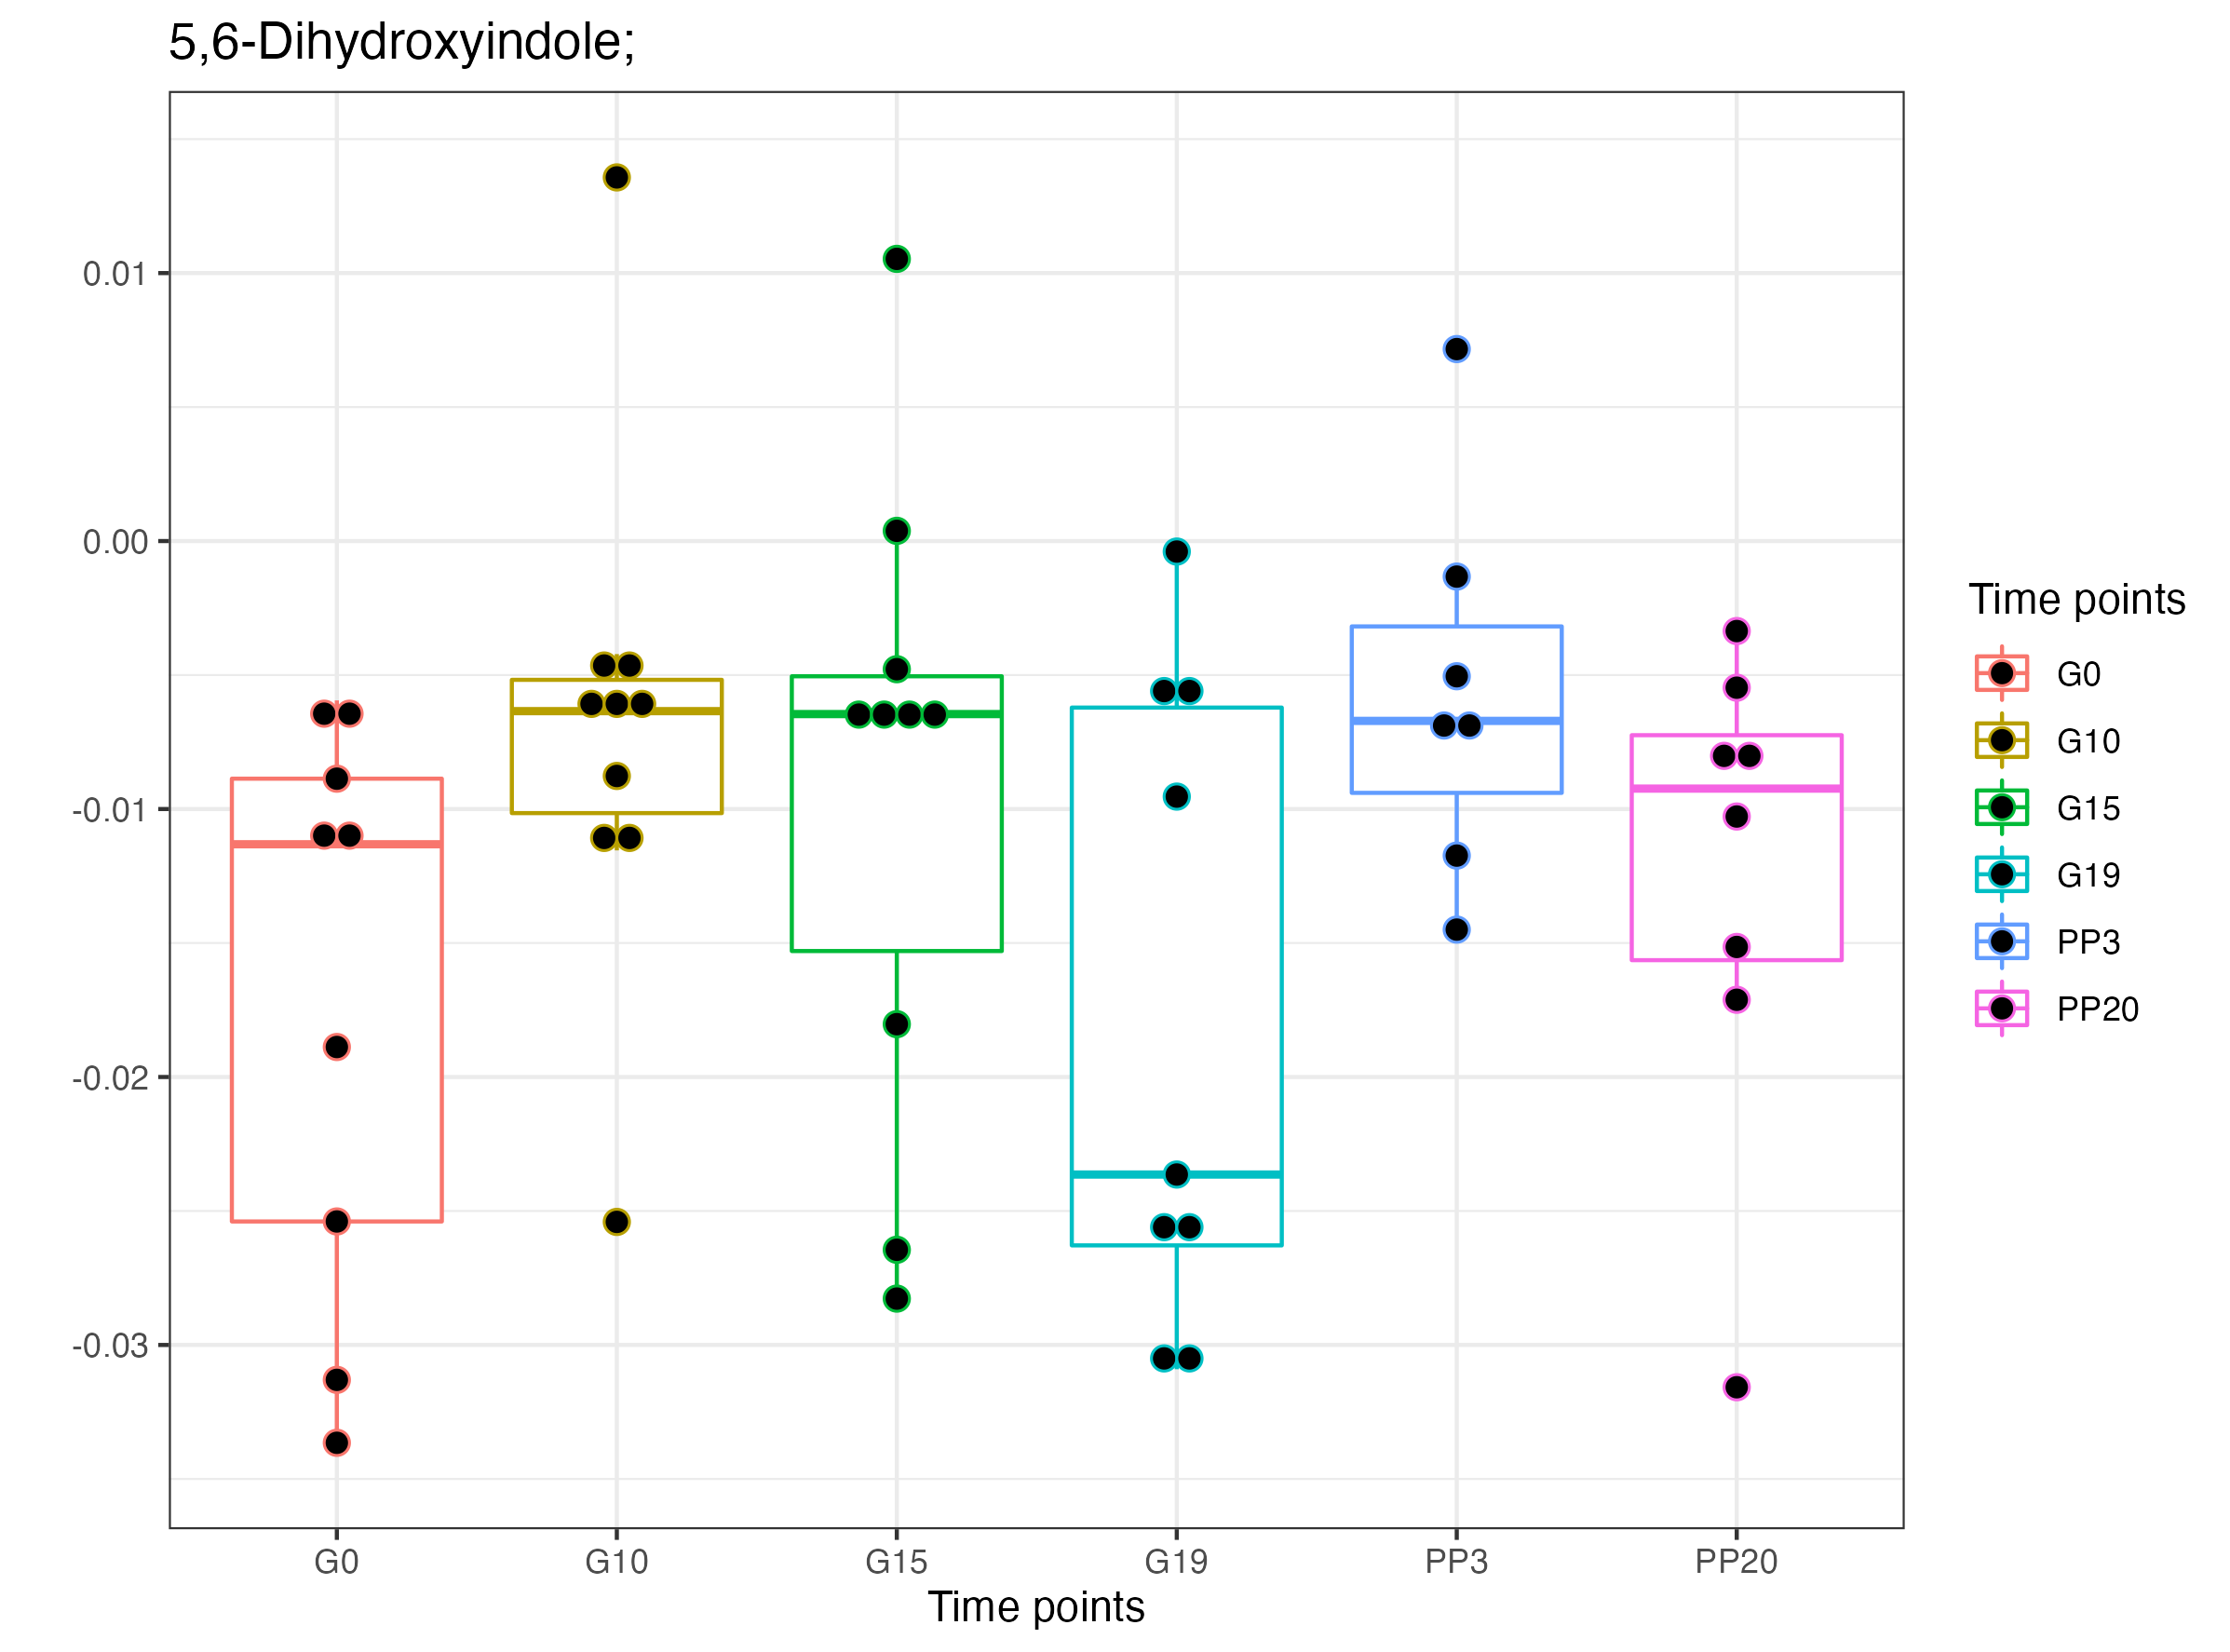 5,6-Dihydroxyindole;
0.01
0.00
-0.01
-0.02
-0.03
G0 G10 G15 G19 PP3 PP20
Time points
Time points
G0
G10
G15
G19
PP3
PP20